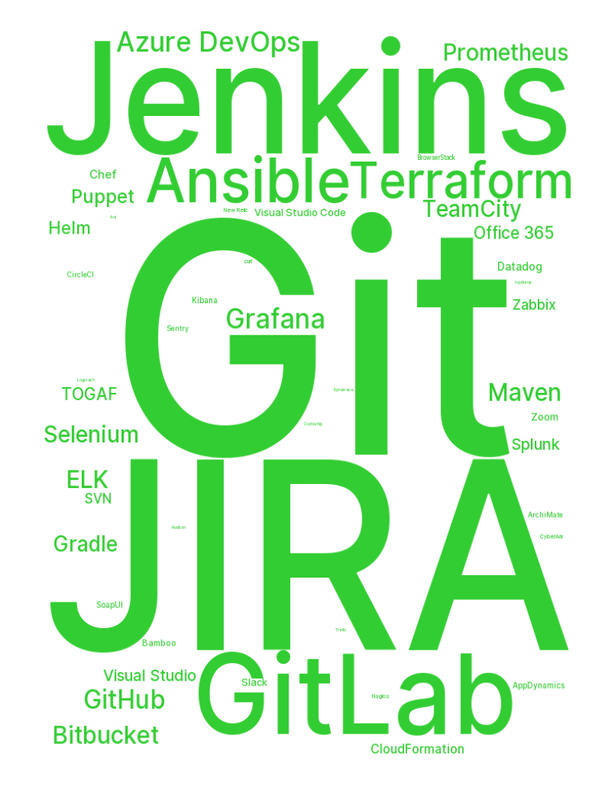 Azure DevOps
Jenkins
Prometheus
BrowserStack
Chef
Ansible
Terraform
Puppet
New Relic
Visual Studio Code
TeamCity
Helm
Office 365
Git
curl
Datadog
CircleCI
Kibana
Zabbix
Grafana
Sentry
TOGAF
Maven
Zoom
Selenium
Splunk
JIRA
ELK
SVN
ArchiMate
CyberArk
Gradle
SoapUI
Trello
Bamboo
GitLab
Visual Studio
Slack
AppDynamics
GitHub
Nagios
Bitbucket
CloudFormation